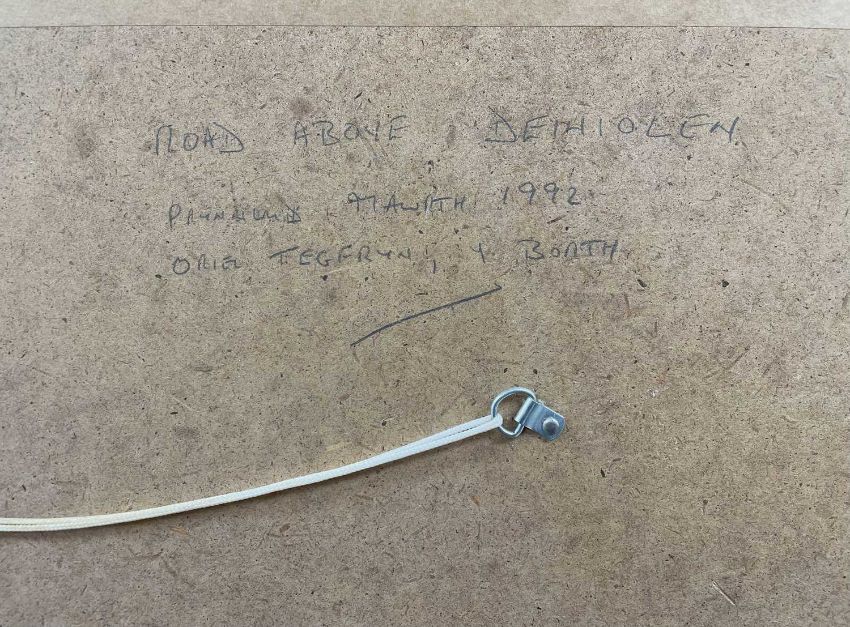 ROAD ABOVE DEINIOLEN
MAWRTH 1992
ORIEL TEGFRYN, Y BORTH